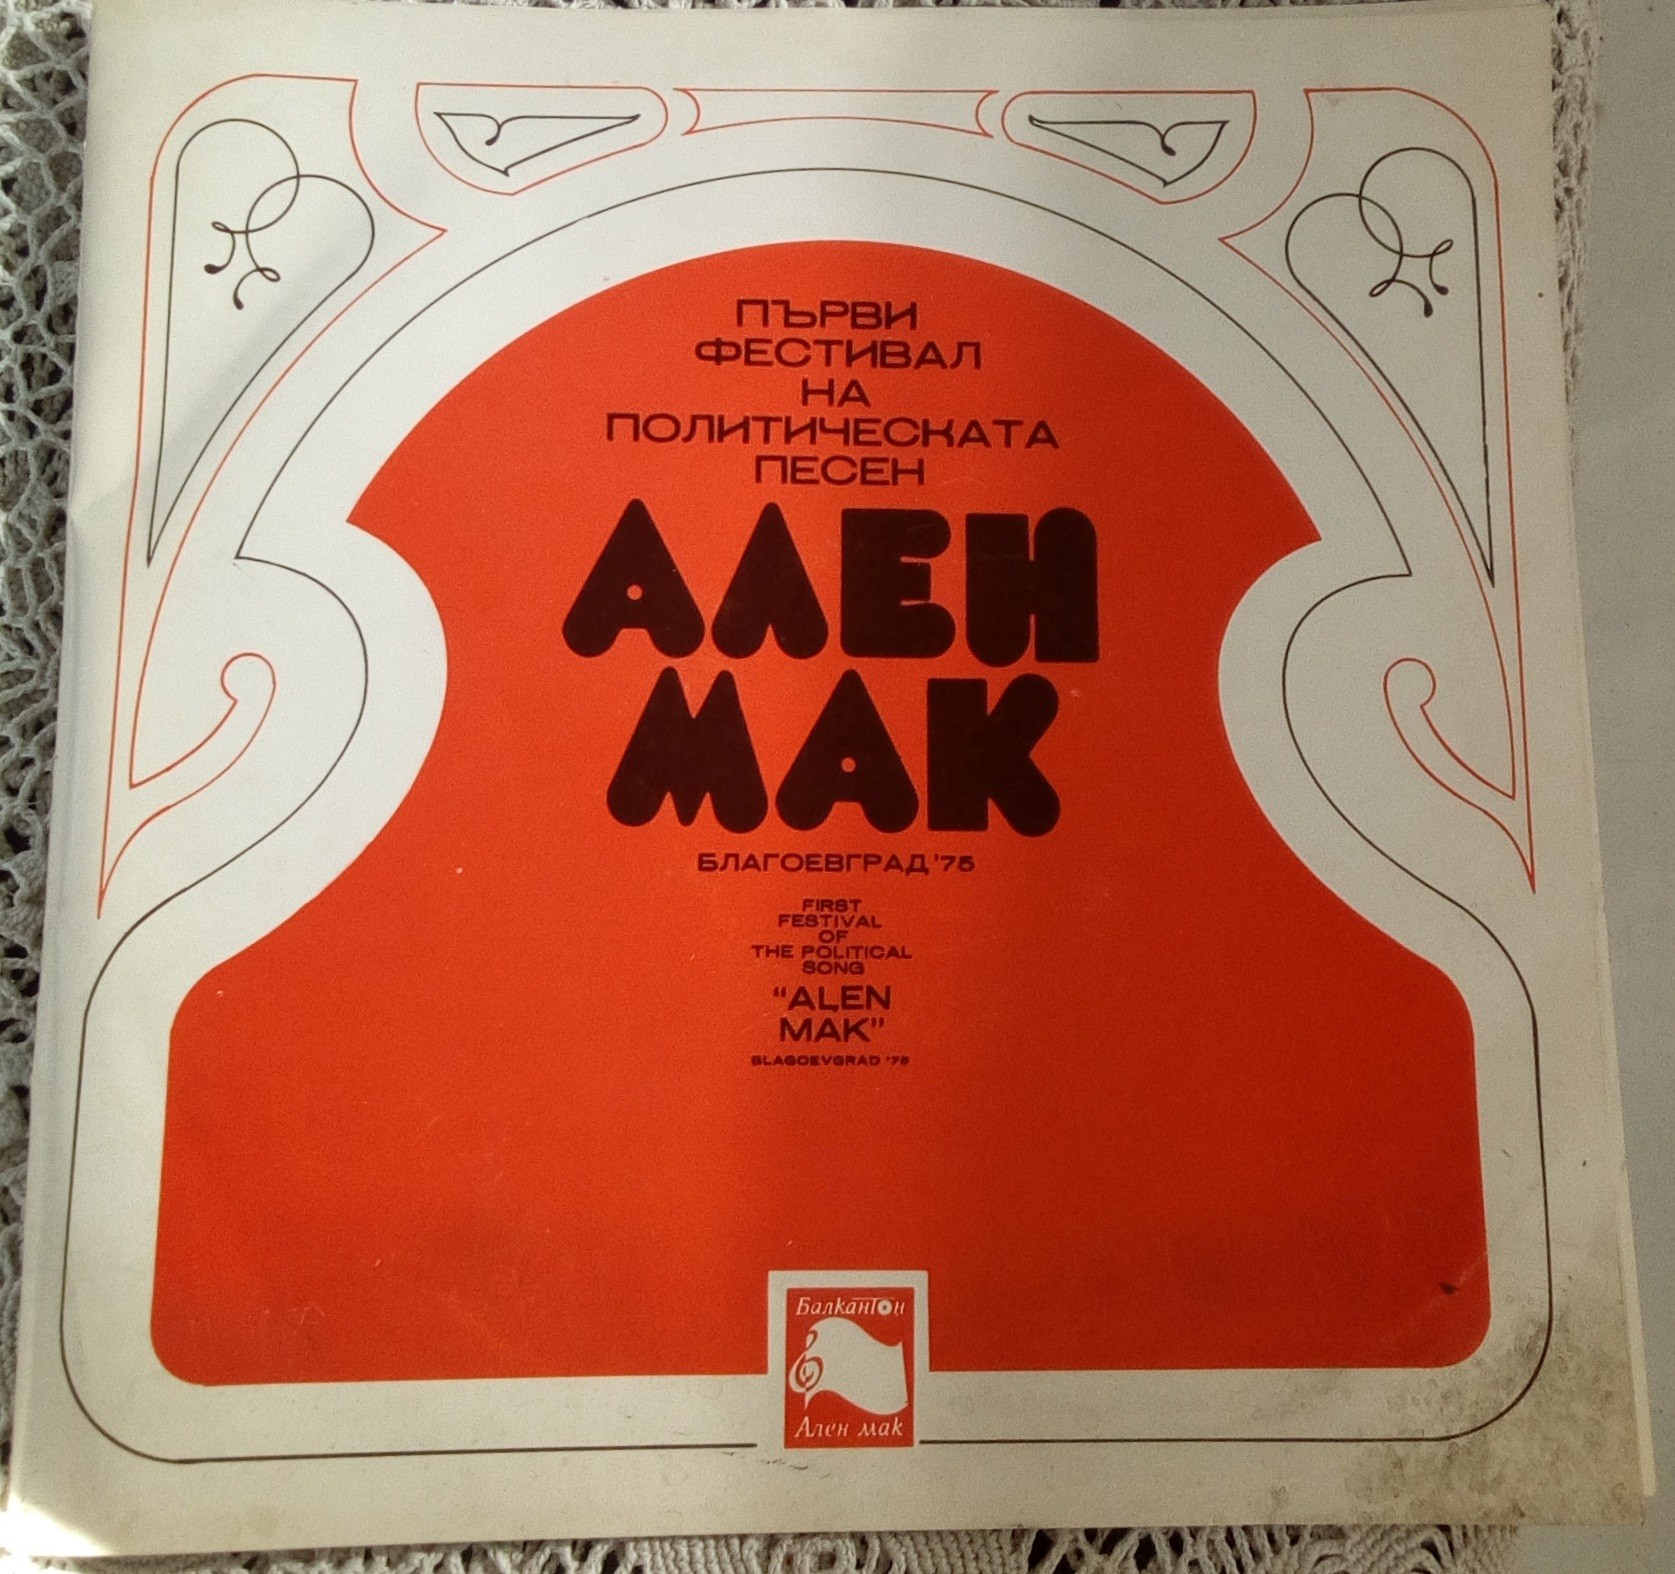 ПЪРВИ
ФЕСТИВАЛ
НА
ПОЛИТИЧЕСКАТА
ПЕСЕН
АЛЕН
МАК
БЛАГОЕВГРАД '75
FIRST
FESTIVAL
OF
THE POLITICAL
SONG
“ALEN
MAK”
BLAGOEVGRAD '75
Балкантон
Ален мак